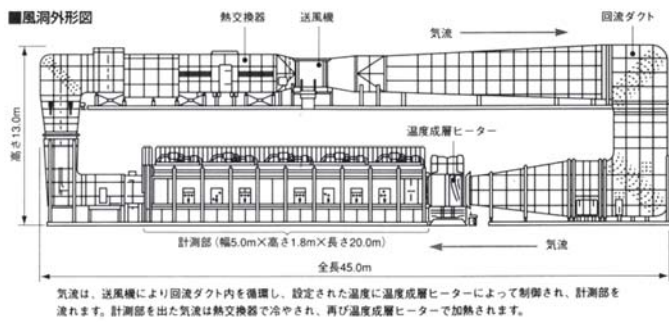 ■風洞外形図
熱交換器
送風機
気流
回流ダクト
高さ13.0m
温度成層ヒーター
計測部(幅5.0m×高さ1.8m×長さ20.0m)
気流
全長45.0m
気流は、送風機により回流ダクト内を循環し、設定された温度に温度成層ヒーターによって制御され、計測部を
流れます。計測部を出た気流は熱交換器で冷やされ、再び温度成層ヒーターで加熱されます。